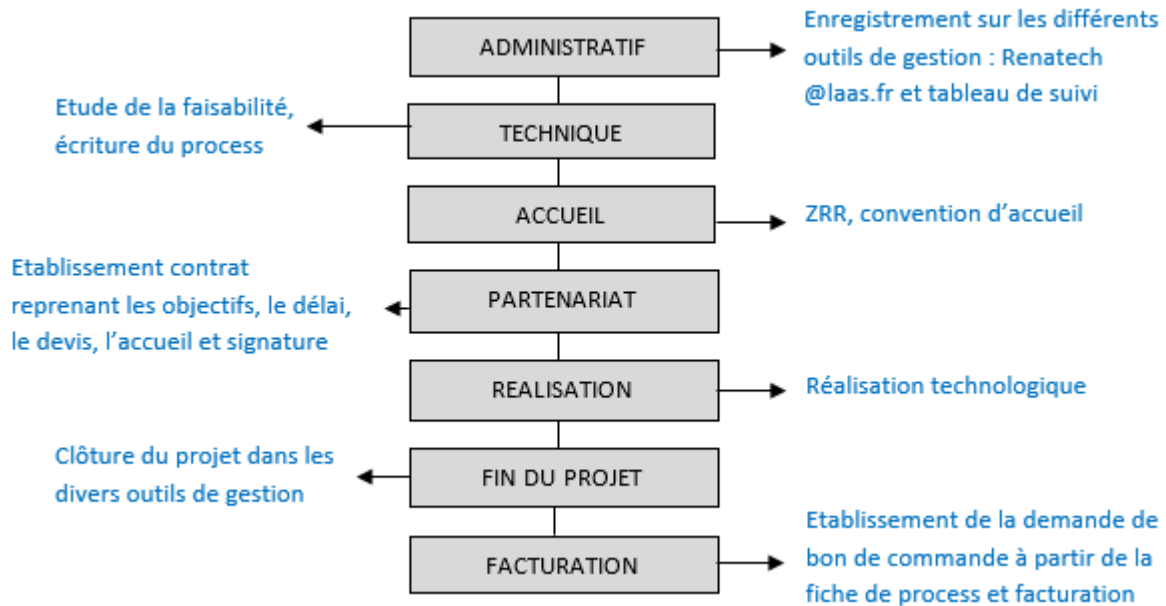 ADMINISTRATIF
Enregistrement sur les différents
outils de gestion : Renatech
@laas.fr et tableau de suivi
Etude de la faisabilité,
écriture du process
TECHNIQUE
ACCUEIL
ZRR, convention d’accueil
Etablissement contrat
reprenant les objectifs, le délai,
le devis, l’accueil et signature
PARTENARIAT
REALISATION
Réalisation technologique
Clôture du projet dans les
divers outils de gestion
FIN DU PROJET
FACTURATION
Etablissement de la demande de
bon de commande à partir de la
fiche de process et facturation